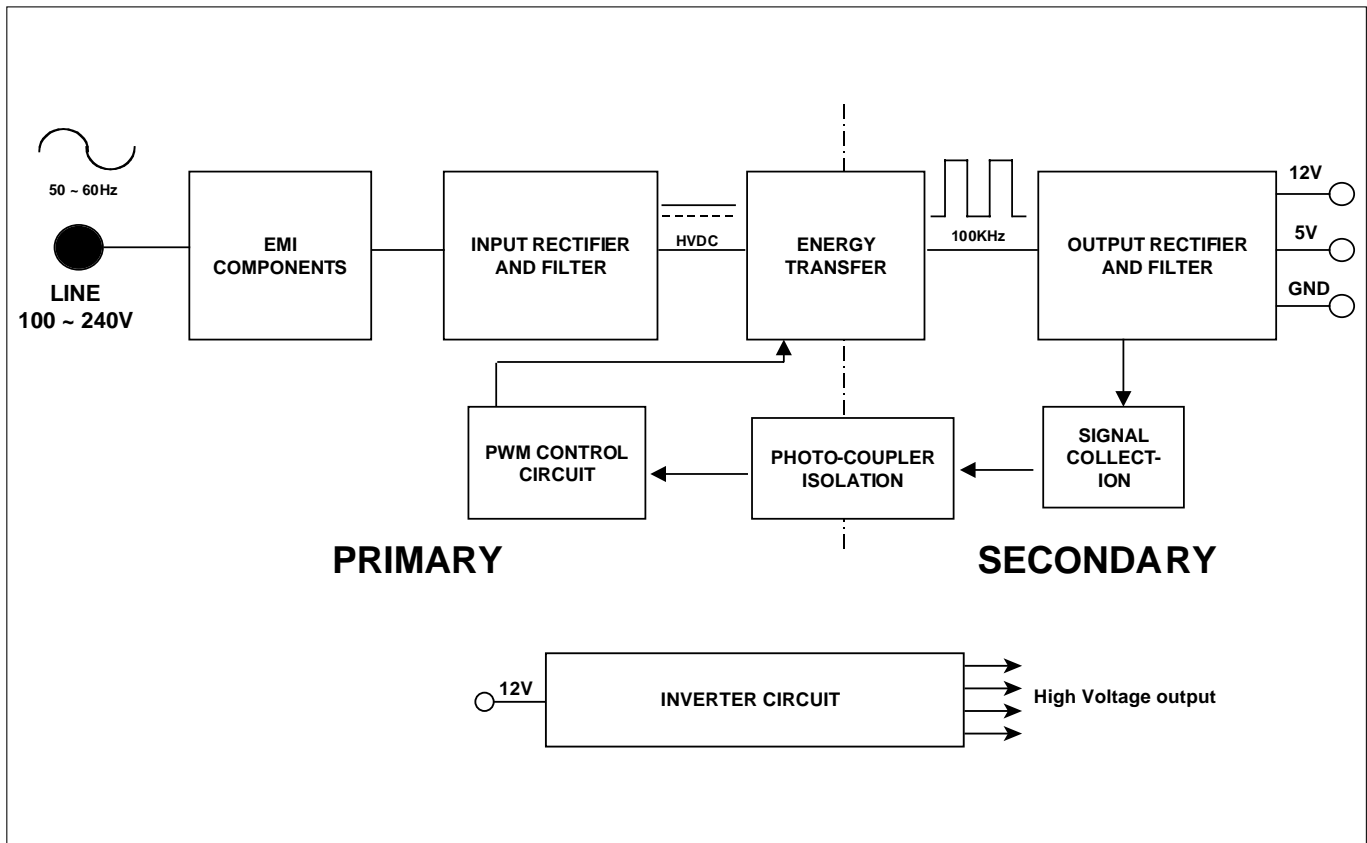 50 ~ 60Hz
LINE
100 ~ 240V
EMI
COMPONENTS
INPUT RECTIFIER
AND FILTER
HVDC
ENERGY
TRANSFER
100KHz
OUTPUT RECTIFIER
AND FILTER
12V
5V
GND
PWM CONTROL
CIRCUIT
PHOTO-COUPLER
ISOLATION
SIGNAL
COLLECT-
ION
PRIMARY
SECONDARY
12V
INVERTER CIRCUIT
High Voltage output